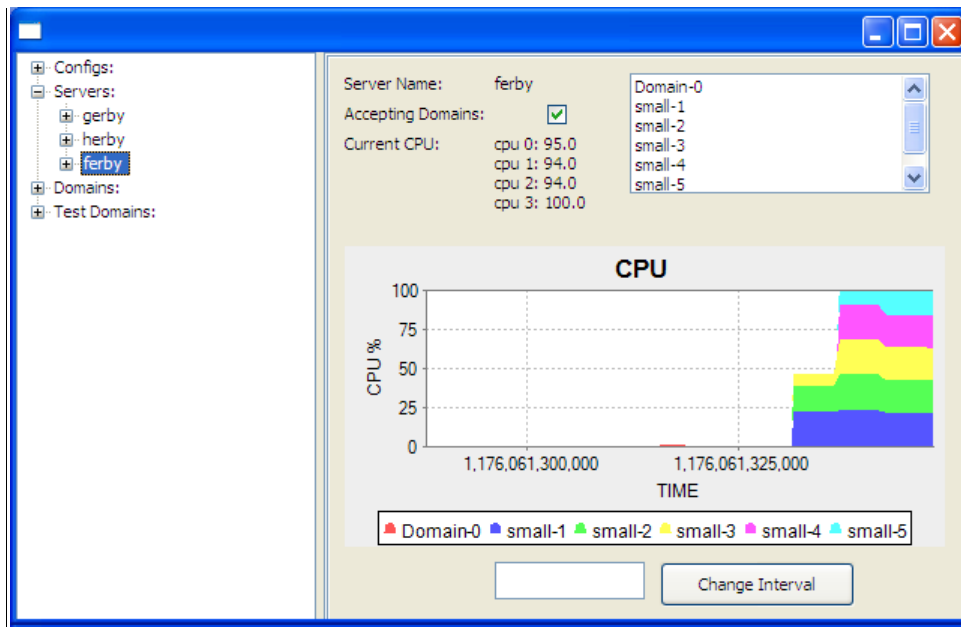 Configs:
Servers:
gerby
herby
ferby
Domains:
Test Domains:
Server Name: ferby
Accepting Domains:
Current CPU: cpu 0: 95.0
cpu 1: 94.0
cpu 2: 94.0
cpu 3: 100.0
Domain-0
small-1
small-2
small-3
small-4
small-5
CPU
100
75
50
25
0
CPU %
1,176,061,300,000 1,176,061,325,000
TIME
Domain-0 small-1 small-2 small-3 small-4 small-5
Change Interval